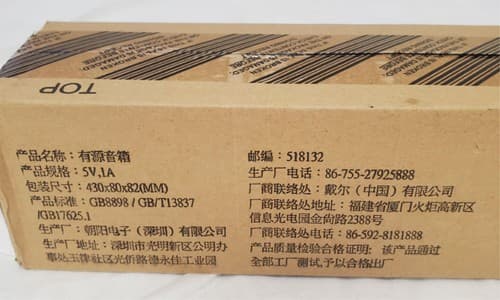 TOP
产品名称：有源音箱
产品规格：5V,1A
包装尺寸：430x80x82(MM)
产品标准：GB8898 / GB/T13837
/GB17625.1
生产厂：朝阳电子（深圳）有限公司
生产厂地址：深圳市光明新区公明办
事处玉律社区光侨路德永佳工业园
邮编：518132
生产厂电话：86-755-27925888
厂商联络处：戴尔（中国）有限公司
厂商联络处地址：福建省厦门火炬高新区
信息光电园金尚路2388号
厂商联络处电话：86-592-8181888
产品质量检验合格证明：该产品通过
全部工厂测试,予以合格出厂